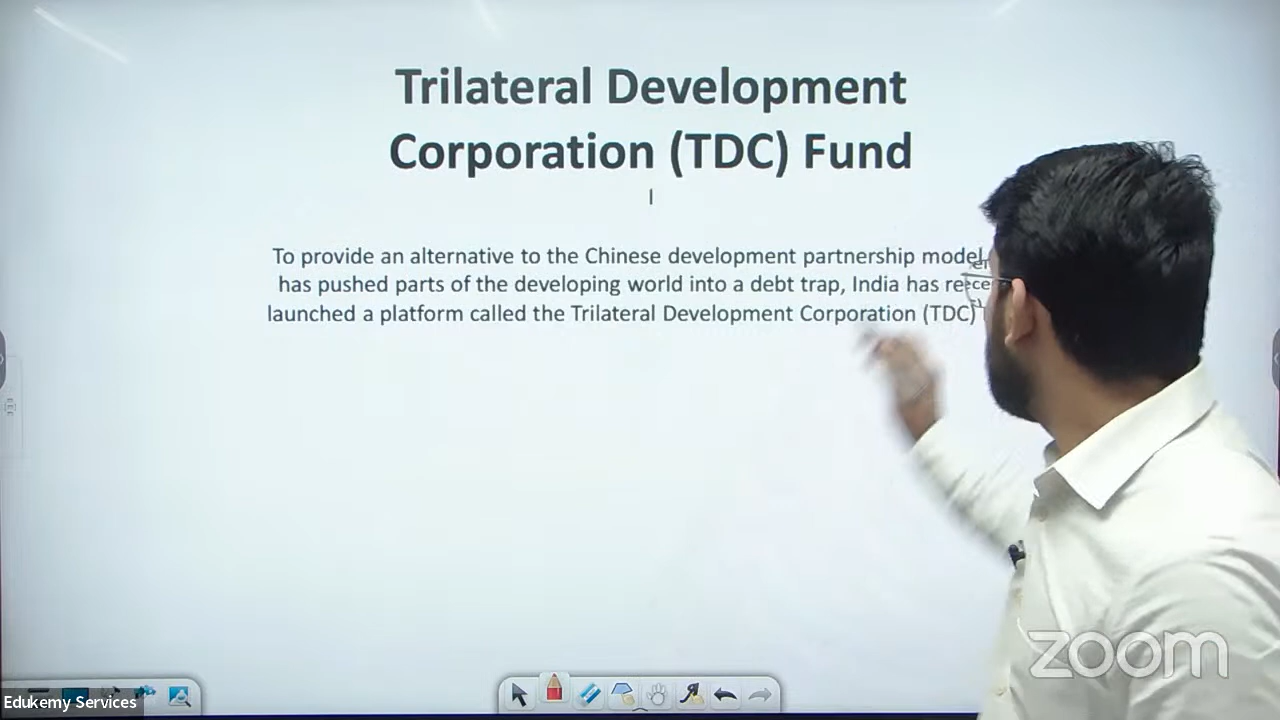 Trilateral Development
Corporation (TDC) Fund
To provide an alternative to the Chinese development partnership model
has pushed parts of the developing world into a debt trap, India has
launched a platform called the Trilateral Development Corporation (TDC)
zoom
Edukemy Services